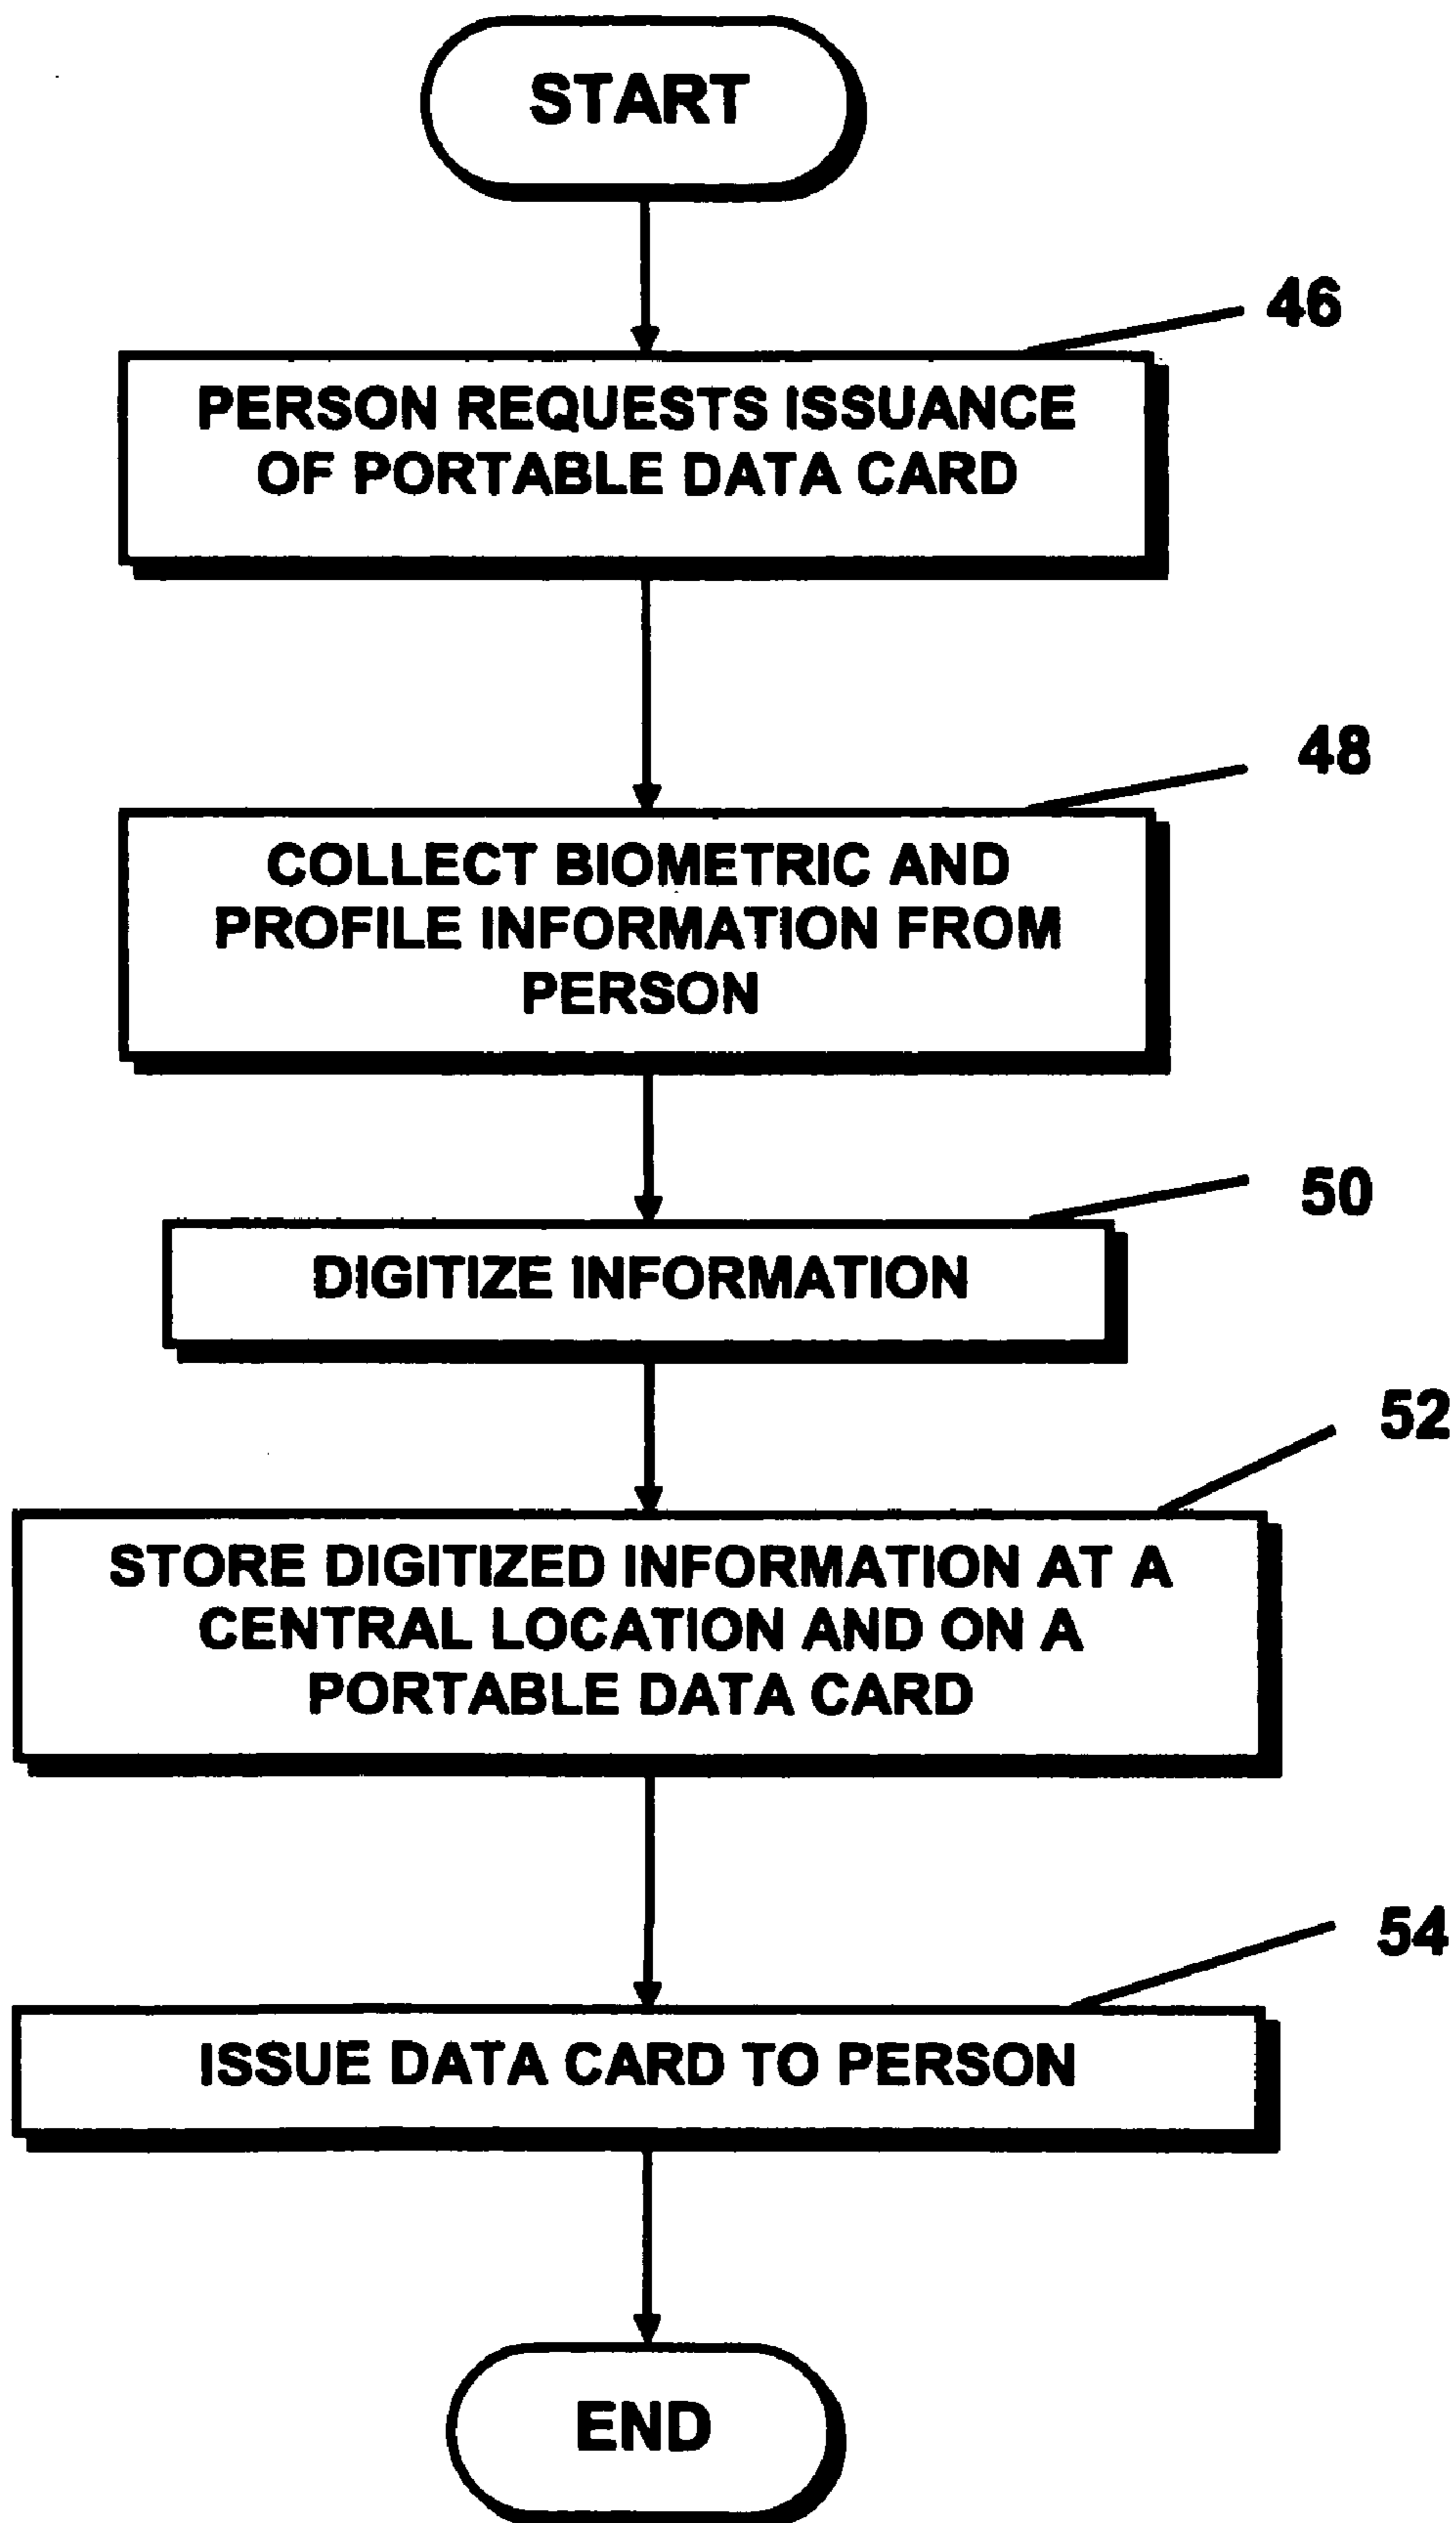 START
46
PERSON REQUESTS ISSUANCE
OF PORTABLE DATA CARD
48
COLLECT BIOMETRIC AND
PROFILE INFORMATION FROM
PERSON
50
DIGITIZE INFORMATION
52
STORE DIGITIZED INFORMATION AT A
CENTRAL LOCATION AND ON A
PORTABLE DATA CARD
54
ISSUE DATA CARD TO PERSON
END